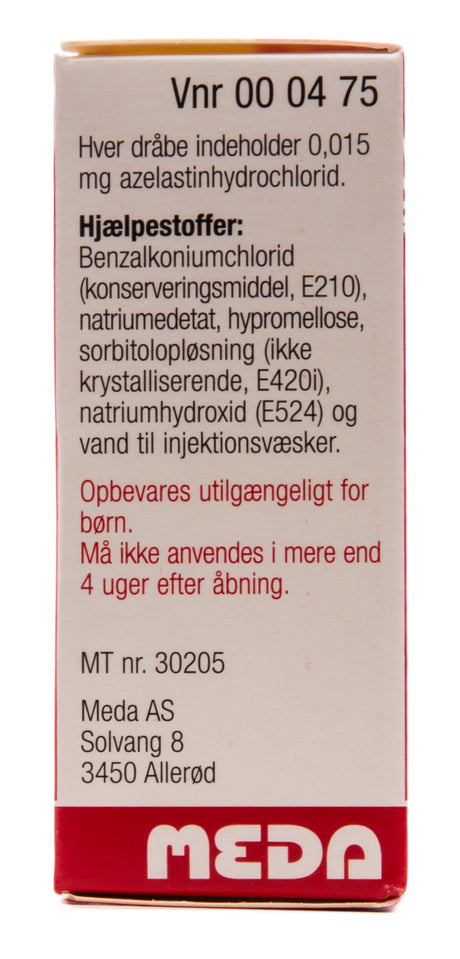 Vnr 00 04 75
Hver dråbe indeholder 0,015
mg azelastinhydrochlorid.
Hjælpestoffer:
Benzalkoniumchlorid
(konserveringsmiddel, E210),
natriumedetat, hypromellose,
sorbitolopløsning (ikke
krystalliserende, E420i),
natriumhydroxid (E524) og
vand til injektionsvæsker.
Opbevares utilgængeligt for
børn.
Må ikke anvendes i mere end
4 uger efter åbning.
MT nr. 30205
Meda AS
Solvang 8
3450 Allerød
MEDA